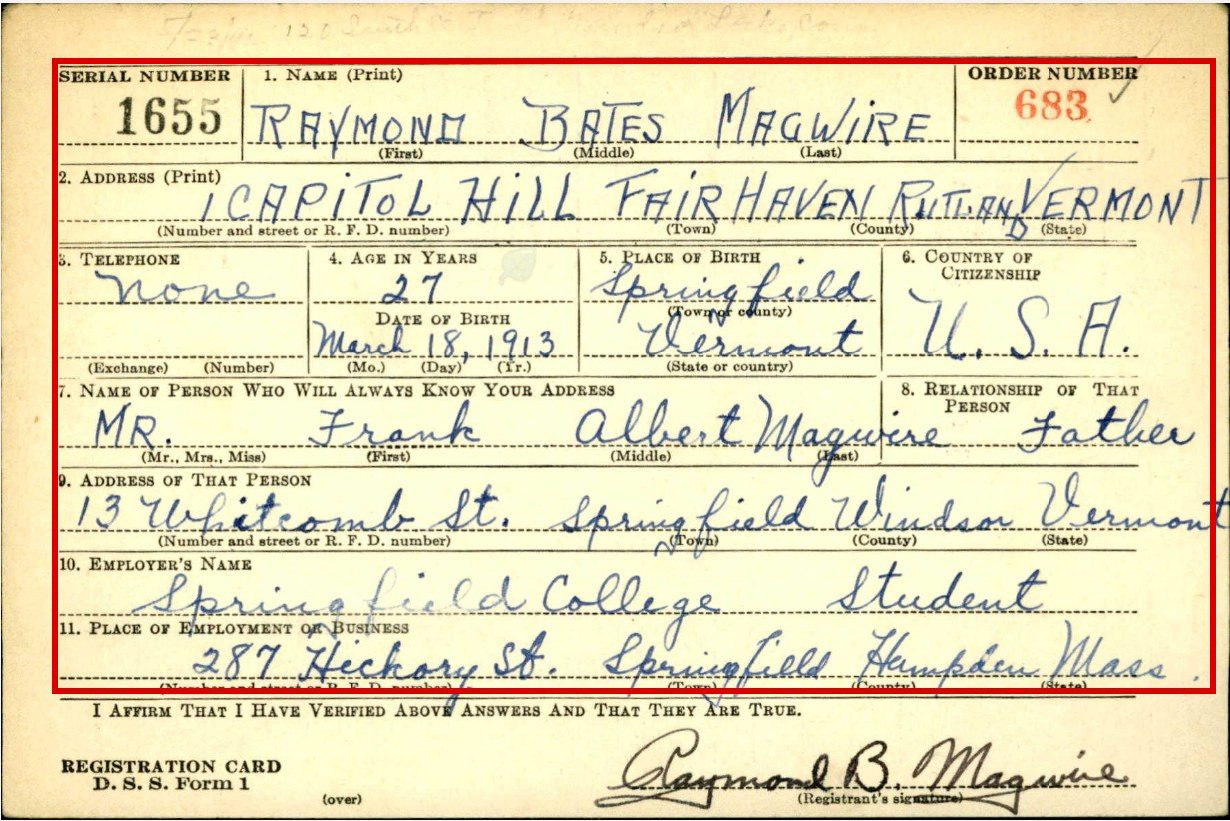 SERIAL NUMBER 1. NAME (Print) ORDER NUMBER
1655 RAYMOND BATES MAGWIRE 683
(First) (Middle) (Last)
2. ADDRESS (Print)
1 CAPITOL HILL FAIR HAVEN RUTLAND VERMONT
(Number and street or R. F. D. number) (Town) (County) (State)
3. TELEPHONE 4. AGE IN YEARS 5. PLACE OF BIRTH 6. COUNTRY OF CITIZENSHIP
None 27 Springfield
DATE OF BIRTH (Town or county)
March 18, 1913 Vermont U. S. A.
(Exchange) (Number) (Mo.) (Day) (Yr.) (State or country)
7. NAME OF PERSON WHO WILL ALWAYS KNOW YOUR ADDRESS 8. RELATIONSHIP OF THAT PERSON
MR. Frank Albert Magwire Father
(Mr., Mrs., Miss) (First) (Middle) (Last)
9. ADDRESS OF THAT PERSON
13 Whitcomb St. Springfield Windsor Vermont
(Number and street or R. F. D. number) (Town) (County) (State)
10. EMPLOYER'S NAME
Springfield College Student
11. PLACE OF EMPLOYMENT OR BUSINESS
287 Hickory St. Springfield Hampden Mass.
(Number and street or R. F. D. number) (Town) (County) (State)
I AFFIRM THAT I HAVE VERIFIED ABOVE ANSWERS AND THAT THEY ARE TRUE.
REGISTRATION CARD
D. S. S. Form 1 Raymond B. Magwire
(over) (Registrant's signature)